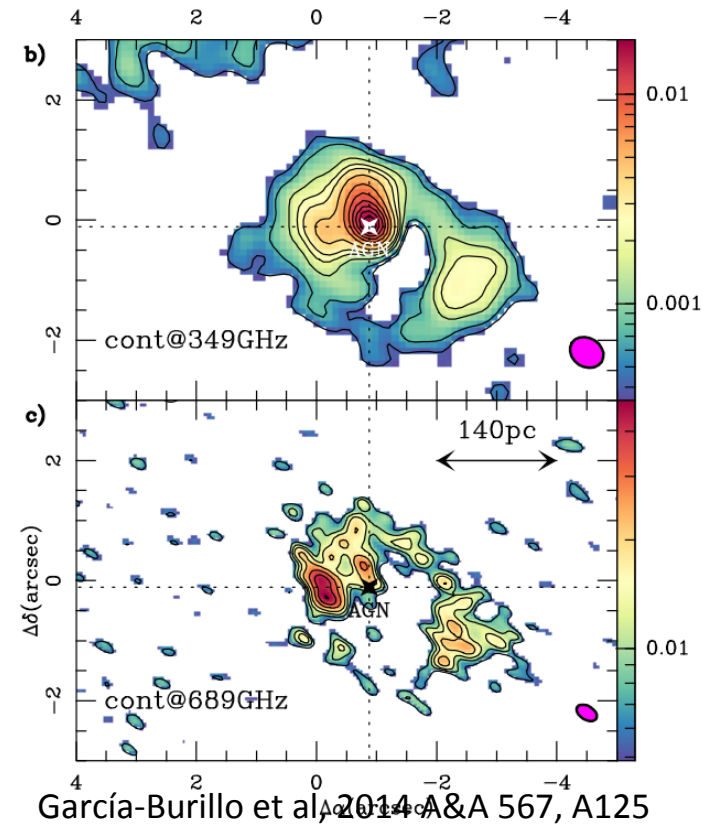 4 2 0 −2 −4
b)
2
0
−2
0.01
0.001
AGN
cont@349GHz
c)
140pc
2
0
−2
0.01
AGN
Δδ(arcsec)
cont@689GHz
4 2 0 −2 −4
Δα(arcsec)
García-Burillo et al, 2014 A&A 567, A125